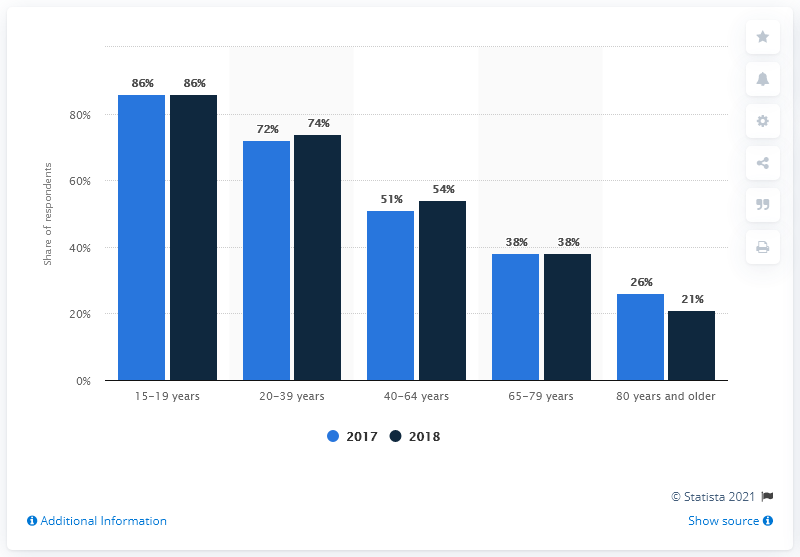 86% 86%
72% 74%
51% 54%
38% 38%
26% 21%
Share of respondents
80%
60%
40%
20%
0%
15-19 years 20-39 years 40-64 years 65-79 years 80 years and older
2017 2018
© Statista 2021
Additional Information Show source